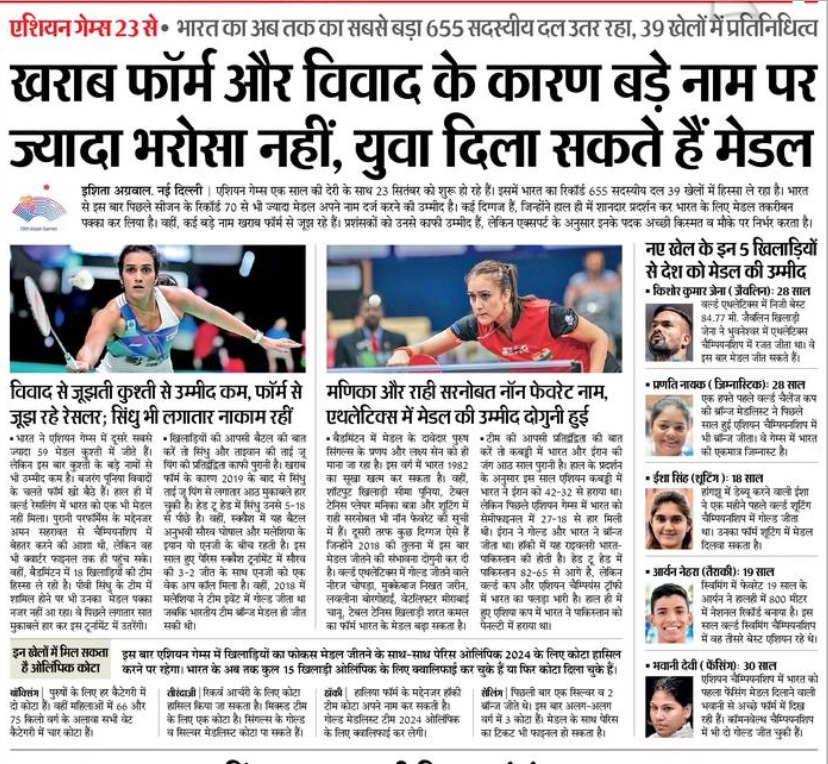 एशियन गेम्स 23 से • भारत का अब तक का सबसे बड़ा 655 सदस्यीय दल उतर रहा, 39 खेलों में प्रतिनिधित्व
खराब फॉर्म और विवाद के कारण बड़े नाम पर
ज्यादा भरोसा नहीं, युवा दिला सकते हैं मेडल
इशिता अग्रवाल. नई दिल्ली | एशियन गेम्स एक साल की देरी के साथ 23 सितंबर को शुरू हो रहे हैं। इसमें भारत का रिकॉर्ड 655 सदस्यीय दल 39 खेलों में हिस्सा ले रहा है। भारत
से इस बार पिछले सीजन के रिकॉर्ड 70 से भी ज्यादा मेडल अपने नाम दर्ज करने की उम्मीद है। कई दिग्गज हैं, जिन्होंने हाल ही में शानदार प्रदर्शन कर भारत के लिए मेडल तकरीबन
पक्का कर लिया है। वहीं, कई बड़े नाम खराब फॉर्म से जूझ रहे हैं। प्रशंसकों को उनसे काफी उम्मीद हैं, लेकिन एक्सपर्ट के अनुसार इनके पदक अच्छी किस्मत व मौके पर निर्भर करता है।
19th Asian Games
विवाद से जूझती कुश्ती से उम्मीद कम, फॉर्म से
जूझ रहे रेसलर; सिंधु भी लगातार नाकाम रहीं
• भारत ने एशियन गेम्स में दूसरे सबसे
ज्यादा 59 मेडल कुश्ती में जीते हैं।
लेकिन इस बार कुश्ती के बड़े नामों से
भी उम्मीद कम है। बजरंग पूनिया विवादों
के चलते फॉर्म खो बैठे हैं। हाल ही में
वर्ल्ड रेसलिंग में भारत को एक भी मेडल
नहीं मिला। पुरानी परफॉर्मेंस के मद्देनजर
अमन सहरावत से चैम्पियनशिप में
बेहतर करने की आशा थी, लेकिन वह
भी क्वार्टर फाइनल तक ही पहुंच सके।
वहीं, बैडमिंटन में 18 खिलाड़ियों की टीम
हिस्सा ले रही है। पीवी सिंधु के टीम में
शामिल होने पर भी उनका मेडल पक्का
नजर नहीं आ रहा। वे पिछले लगातार सात
मुकाबले हार कर इस टूर्नामेंट में उतरेंगी।
• खिलाड़ियों की आपसी बैटल की बात
करें तो सिंधु और ताइवान की ताई जू
यिंग की प्रतिद्वंद्विता काफी पुरानी है। खराब
फॉर्म के कारण 2019 के बाद से सिंधु
ताई जू यिंग से लगातार आठ मुकाबले हार
चुकी है। हेड टू हेड में सिंधु उनसे 5-18
से पीछे है। वहीं, स्क्वैश में यह बैटल
अनुभवी सौरव घोषाल और मलेशिया के
इयान यो एनजी के बीच रहती है। इस
साल हुए पेरिस स्क्वैश टूर्नामेंट में सौरव
की 3-2 जीत के साथ एनजी को एक
वेक अप कॉल मिला है। वहीं, 2018 में
मलेशिया ने टीम इवेंट में गोल्ड जीता था
जबकि भारतीय टीम ब्रॉन्ज मेडल ही जीत
सकी थी।
मणिका और राही सरनोबत नॉन फेवरेट नाम,
एथलेटिक्स में मेडल की उम्मीद दोगुनी हुई
• बैडमिंटन में मेडल के दावेदार पुरुष
सिंगल्स के प्रणय और लक्ष्य सेन को ही
माना जा रहा है। इस वर्ग में भारत 1982
का सूखा खत्म कर सकता है। वहीं,
शॉटपुट खिलाड़ी सीमा पूनिया, टेबल
टेनिस प्लेयर मनिका बत्रा और शूटिंग में
राही सरनोबत भी नॉन फेवरेट की सूची
में हैं। दूसरी तरफ कुछ दिग्गज ऐसे हैं
जिन्होंने 2018 की तुलना में इस बार
मेडल जीतने की संभावना दोगुनी कर दी
है। वर्ल्ड एथलेटिक्स में गोल्ड जीतने वाले
नीरज चोपड़ा, मुक्केबाज निखत जरीन,
लवलीना बोरगोहाई, वेटलिफ्टर मीराबाई
चानू, टेबल टेनिस खिलाड़ी शरत कमल
का फॉर्म भारत के मेडल बढ़ा सकता है।
• टीम की आपसी प्रतिद्वंद्विता की बात
करें तो कबड्डी में भारत और ईरान की
जंग आठ साल पुरानी है। हाल के प्रदर्शन
के अनुसार इस साल एशियन कबड्डी में
भारत ने ईरान को 42-32 से हराया था।
लेकिन पिछले एशियन गेम्स में भारत को
सेमीफाइनल में 27-18 से हार मिली
थी। ईरान ने गोल्ड और भारत ने ब्रॉन्ज
जीता था। हॉकी में यह राइवलरी भारत-
पाकिस्तान की होती है। हेड टू हेड में
पाकिस्तान 82-65 से आगे है, लेकिन
वर्ल्ड कप और एशियन चैम्पियंस ट्रॉफी
में भारत का पलड़ा भारी है। हाल ही में
हुए एशिया कप में भारत ने पाकिस्तान को
पेनल्टी में हराया था।
नए खेल के इन 5 खिलाड़ियों
से देश को मेडल की उम्मीद
• किशोर कुमार जेना ( जैवलिन): 28 साल
वर्ल्ड एथलेटिक्स में निजी बेस्ट
84.77 मी. जैवलिन खिलाड़ी
जेना ने भुवनेश्वर में एथलेटिक्स
चैम्पियनशिप में रजत जीता था। वे
इस बार मेडल जीत सकते हैं।
• प्रणति नायक ( जिम्नास्टिक): 28 साल
एक हफ्ते पहले वर्ल्ड चैलेंज कप
की ब्रॉन्ज मेडलिस्ट ने पिछले
साल हुई एशियन चैम्पियनशिप में
भी ब्रॉन्ज जीता। वे गेम्स में भारत
की एकमात्र जिम्नास्ट है।
• ईशा सिंह (शूटिंग ): 18 साल
हांगझू में डेब्यू करने वाली ईशा
ने एक महीने पहले वर्ल्ड शूटिंग
चैम्पियनशिप में गोल्ड जीता
था। उनका फॉर्म शूटिंग में मेडल
दिलवा सकता है।
• आर्यन नेहरा (तैराकी): 19 साल
स्विमिंग में फेवरेट 19 साल के
आर्यन ने हालही में 800 मीटर
में नेशनल रिकॉर्ड बनाया है। इस
साल वर्ल्ड स्विमिंग चैम्पियनशिप
में वह तीसरे बेस्ट एशियन रहे थे।
• भवानी देवी ( फेंसिंग): 30 साल
एशियन चैम्पियनशिप में भारत को
पहला फेंसिंग मेडल दिलाने वाली
भवानी से अच्छे फॉर्म में दिख
रही हैं। कॉमनवेल्थ चैम्पियनशिप
में भी दो गोल्ड जीत चुकी हैं।
इन खेलों में मिल सकता
है ओलिंपिक कोटा
इस बार एशियन गेम्स में खिलाड़ियों का फोकस मेडल जीतने के साथ-साथ पेरिस ओलिंपिक 2024 के लिए कोटा हासिल
करने पर रहेगा। भारत के अब तक कुल 15 खिलाड़ी ओलिंपिक के लिए क्वालिफाई कर चुके हैं या फिर कोटा दिला चुके हैं।
बॉक्सिंग | पुरुषों के लिए हर कैटेगरी में
दो कोटा हैं। वहीं महिलाओं में 66 और
75 किलो वर्ग के अलावा सभी वेट
कैटेगरी में चार कोटा हैं।
तीरंदाजी | रिकर्व आर्चरी के लिए कोटा
हासिल किया जा सकता है। मिक्स्ड टीम
के लिए एक कोटा है। सिंगल्स के गोल्ड
व सिल्वर मेडलिस्ट कोटा पा सकते हैं।
हॉकी | हालिया फॉर्म के मद्देनजर हॉकी
टीम कोटा अपने नाम कर सकती है।
गोल्ड मेडलिस्ट टीम 2024 ओलिंपिक
के लिए क्वालिफाई कर लेगी।
सेलिंग | पिछली बार एक सिल्वर व 2
ब्रॉन्ज जीते थे। इस बार अलग-अलग
वर्ग में 3 कोटा हैं। मेडल के साथ पेरिस
का टिकट भी फाइनल हो सकता है।